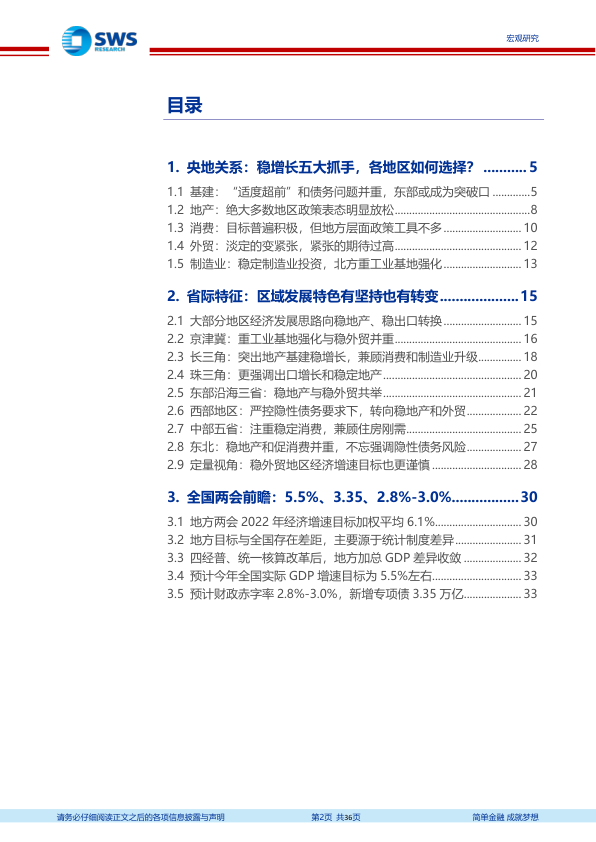 SWS
RESEARCH
宏观研究
目录
1. 央地关系：稳增长五大抓手，各地区如何选择？ ........... 5
1.1 基建：“适度超前”和债务问题并重，东部或成为突破口 .............5
1.2 地产：绝大多数地区政策表态明显放松...............................................8
1.3 消费：目标普遍积极，但地方层面政策工具不多........................... 10
1.4 外贸：淡定的变紧张，紧张的期待过高............................................ 12
1.5 制造业：稳定制造业投资，北方重工业基地强化........................... 13
2. 省际特征：区域发展特色有坚持也有转变....................15
2.1 大部分地区经济发展思路向稳地产、稳出口转换........................... 15
2.2 京津冀：重工业基地强化与稳外贸并重............................................ 16
2.3 长三角：突出地产基建稳增长，兼顾消费和制造业升级............... 18
2.4 珠三角：更强调出口增长和稳定地产................................................ 20
2.5 东部沿海三省：稳地产与稳外贸共举................................................ 21
2.6 西部地区：严控隐性债务要求下，转向稳地产和外贸................... 22
2.7 中部五省：注重稳定消费，兼顾住房刚需........................................ 25
2.8 东北：稳地产和促消费并重，不忘强调隐性债务风险................... 27
2.9 定量视角：稳外贸地区经济增速目标也更谨慎............................... 28
3. 全国两会前瞻：5.5%、3.35、2.8%-3.0%.................30
3.1 地方两会 2022 年经济增速目标加权平均 6.1%.............................. 30
3.2 地方目标与全国存在差距，主要源于统计制度差异....................... 31
3.3 四经普、统一核算改革后，地方加总 GDP 差异收敛 .................... 32
3.4 预计今年全国实际 GDP 增速目标为 5.5%左右............................... 33
3.5 预计财政赤字率 2.8%-3.0%，新增专项债 3.35 万亿.................... 33
请务必仔细阅读正文之后的各项信息披露与声明 第2页 共36页 简单金融 成就梦想